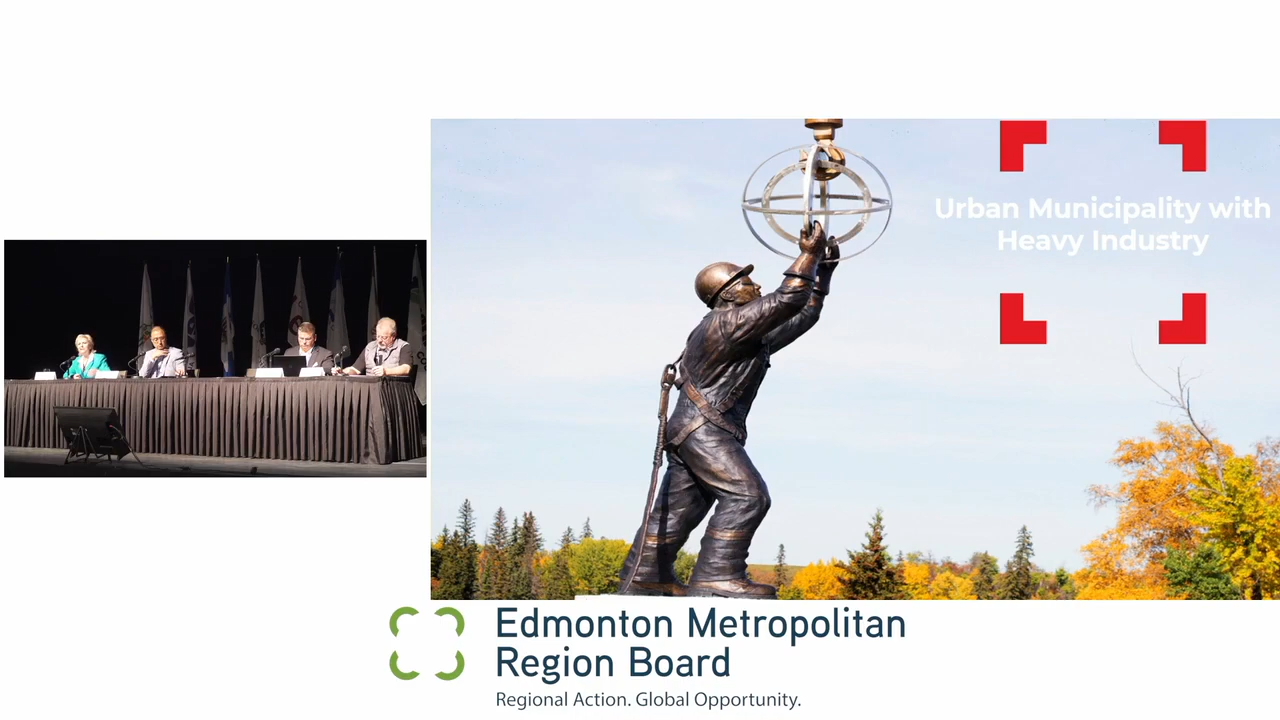 Urban Municipality with
Heavy Industry
Edmonton Metropolitan
Region Board
Regional Action. Global Opportunity.